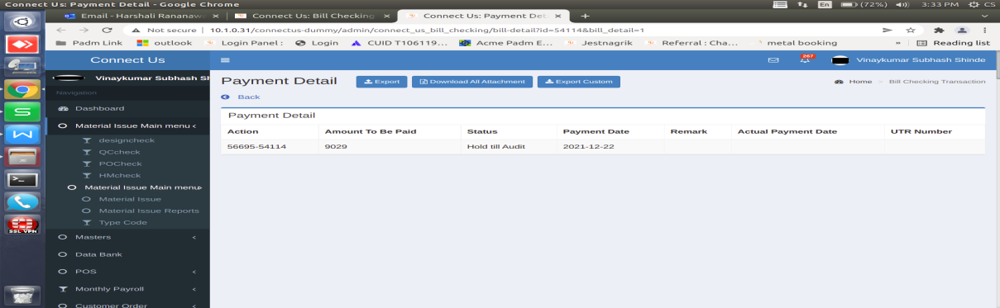 Connect Us: Payment Detail - Google Chrome
En (72%) 3:33 PM CS
Email - Harshali Rananaw × Connect Us: Bill Checking × Connect Us: Payment Det × +
Not secure | 10.1.0.31/connectus-dummy/admin/connect_us_bill_checking/bill-detail?id=54114&bill_detail=1
Padm Link outlook Login Panel : Login CUID T106119... Acme Padm E... Jestnagrik Referral : Cha... metal booking » Reading list
Connect Us 267 Vinaykumar Subhash Shinde
Vinaykumar Subhash Sh
Payment Detail Export Download All Attachment Export Custom Home > Bill Checking Transaction
Navigation
Back
Dashboard
Payment Detail
Material Issue Main menu <
Action Amount To Be Paid Status Payment Date Remark Actual Payment Date UTR Number
designcheck
56695-54114 9029 Hold till Audit 2021-12-22
QCcheck
POCheck
HMcheck
Material Issue Main menu
Material Issue
Material Issue Reports
Type Code
SSL VPN
Masters <
Data Bank
POS <
Monthly Payroll <
Customer Order <